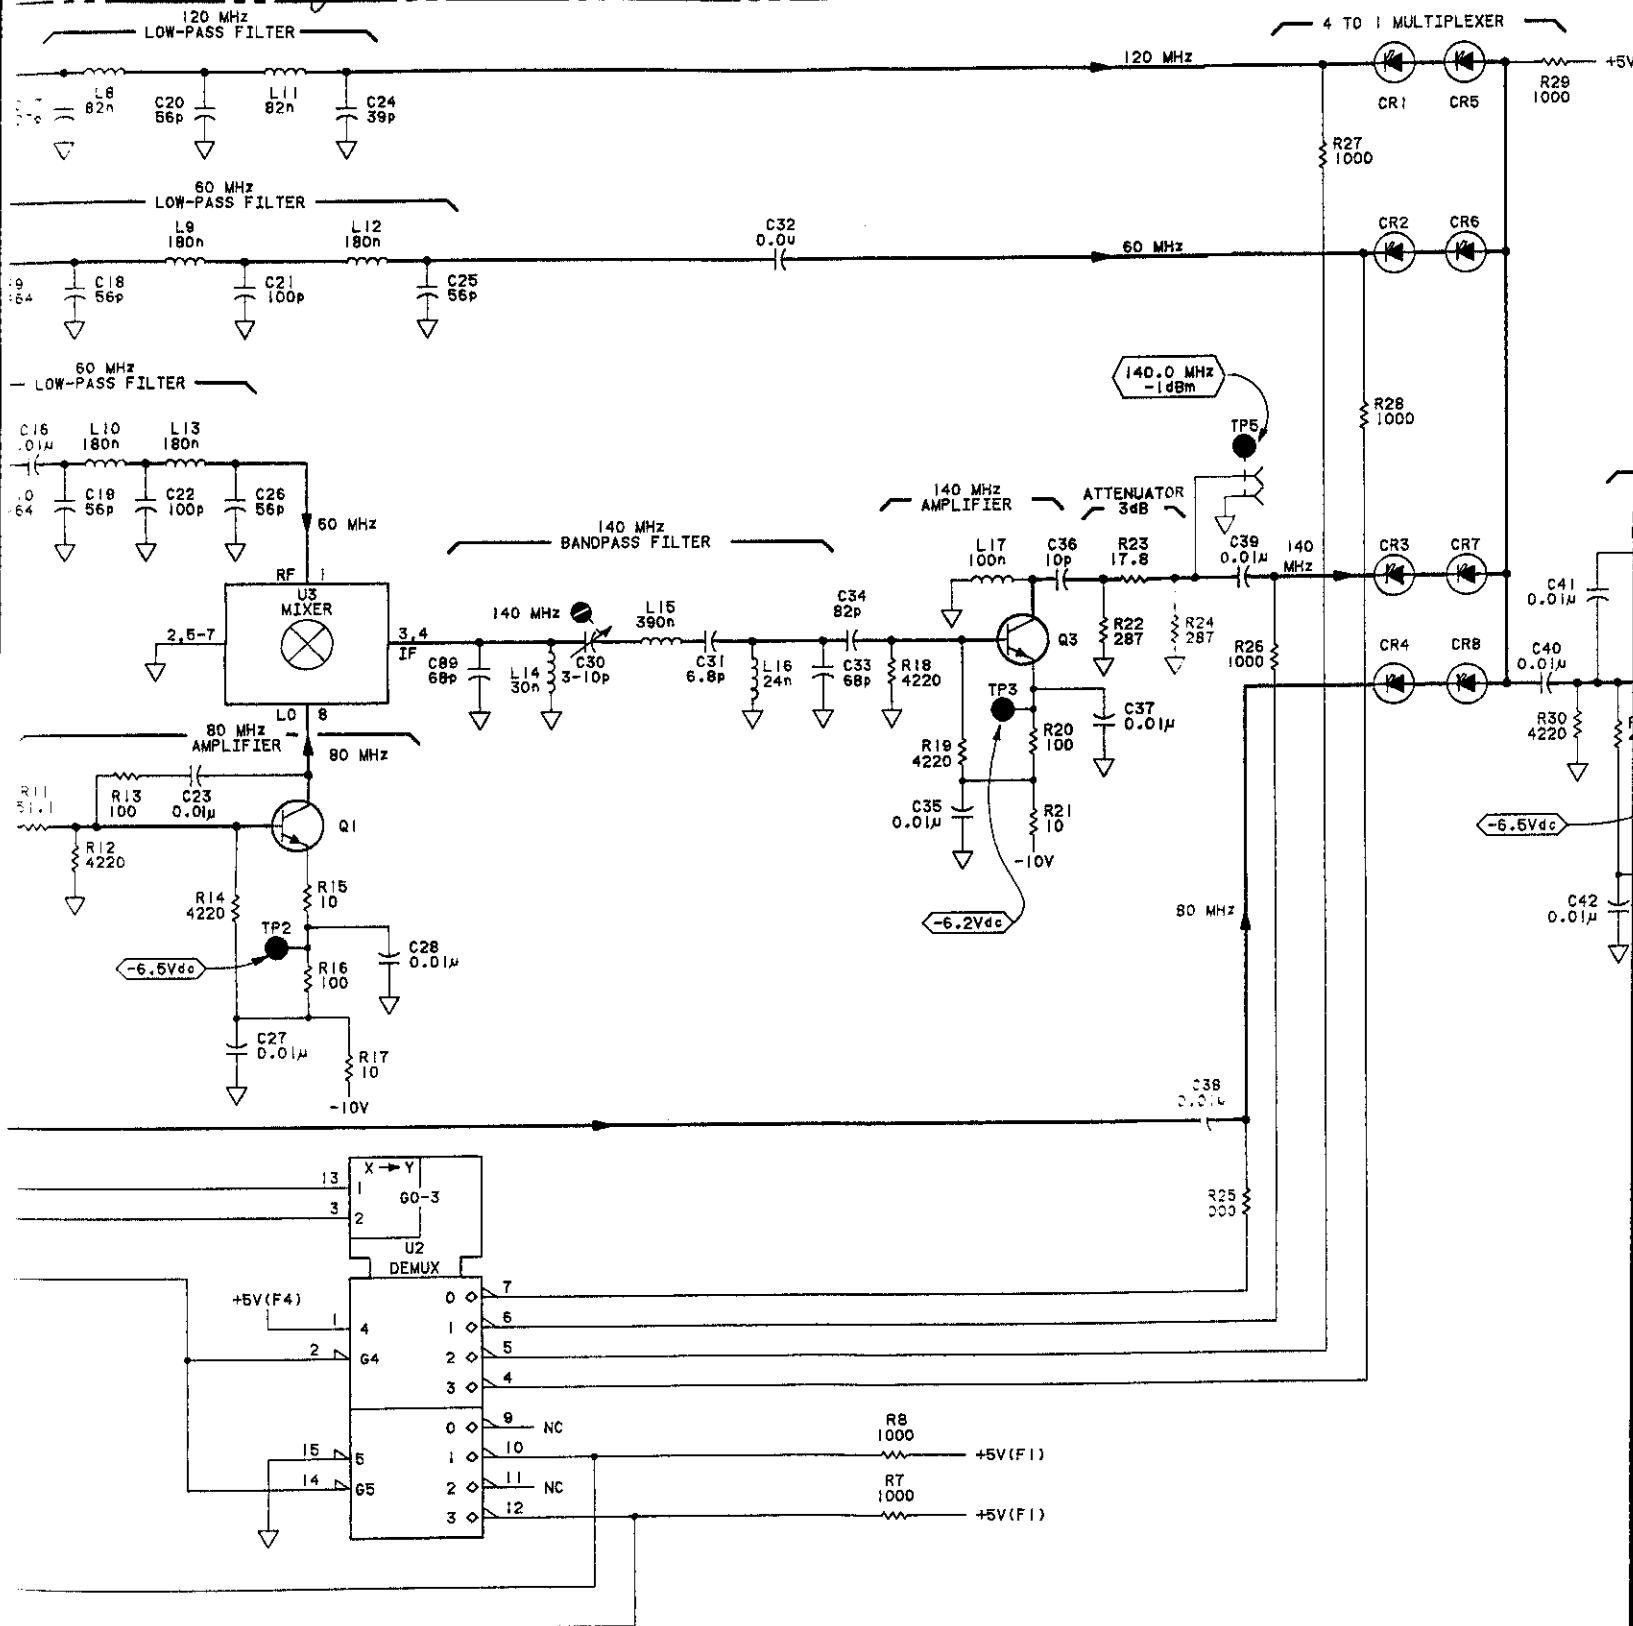 120 MHz
LOW-PASS FILTER
4 TO 1 MULTIPLEXER
120 MHz
+5V
R29
1000
CR1
CR5
L8
82n
C20
56p
L11
82n
C24
39p
R27
1000
60 MHz
LOW-PASS FILTER
L9
180n
L12
180n
C32
0.0u
60 MHz
CR2
CR6
C18
56p
C21
100p
C25
56p
60 MHz
LOW-PASS FILTER
140.0 MHz
-1dBm
TP5
R28
1000
C16
.01µ
L10
180n
L13
180n
C19
56p
C22
100p
C26
56p
60 MHz
140 MHz
AMPLIFIER
ATTENUATOR
3dB
140 MHz
BANDPASS FILTER
L17
100n
C36
10p
R23
17.8
C39
0.01µ
140
MHz
CR3
CR7
RF 1
U3
MIXER
2,5-7
3,4
IF
LO 8
140 MHz
L15
390n
C34
82p
C89
68p
L14
30n
C30
3-10p
C31
6.8p
L16
24n
C33
68p
R18
4220
Q3
R22
287
R24
287
R26
1000
C41
0.01µ
CR4
CR8
C40
0.01µ
R30
4220
TP3
C37
0.01µ
R19
4220
R20
100
C35
0.01µ
R21
10
-10V
-6.2Vdc
-6.5Vdc
C42
0.01µ
80 MHz
AMPLIFIER
80 MHz
R11
51.1
R13
100
C23
0.01µ
Q1
R12
4220
R14
4220
R15
10
TP2
-6.5Vdc
R16
100
C28
0.01µ
C27
0.01µ
R17
10
-10V
80 MHz
C38
0.01µ
R25
X → Y
G0-3
13
1
3
2
U2
DEMUX
+5V(F4)
1
4
2
G4
0
7
1
6
2
5
3
4
15
5
14
G5
0
9
NC
1
10
2
11
NC
3
12
R8
1000
+5V(F1)
R7
1000
+5V(F1)